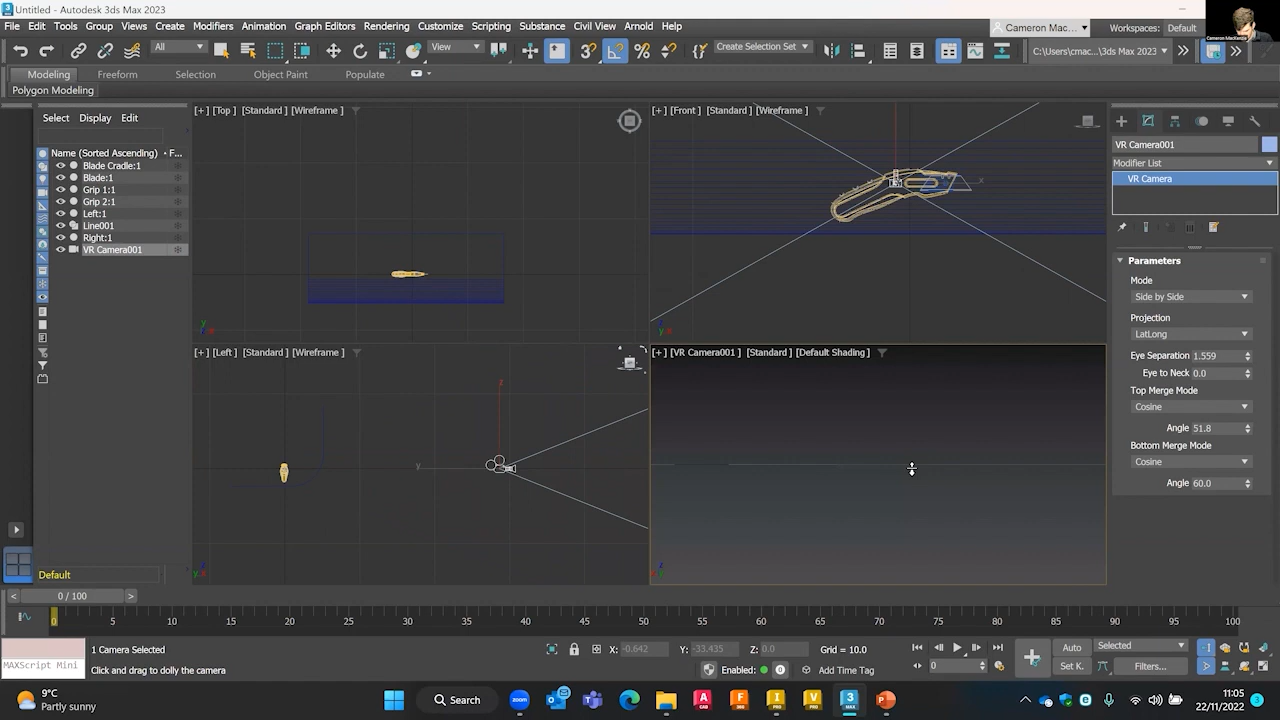 Untitled - Autodesk 3ds Max 2023
File Edit Tools Group Views Create Modifiers Animation Graph Editors Rendering Customize Scripting Substance Civil View Arnold Help
Cameron Mac... Workspaces: Default
All View Create Selection Set C:\Users\cmac...\3ds Max 2023
Modeling Freeform Selection Object Paint Populate
Polygon Modeling
Select Display Edit
Name (Sorted Ascending) F...
Blade Cradle:1
Blade:1
Grip 1:1
Grip 2:1
Left:1
Line001
Right:1
VR Camera001
Default
[+] [Top] [Standard] [Wireframe]
[+] [Front] [Standard] [Wireframe]
[+] [Left] [Standard] [Wireframe]
[+] [VR Camera001] [Standard] [Default Shading]
VR Camera001
Modifier List
VR Camera
Parameters
Mode
Side by Side
Projection
LatLong
Eye Separation 1.559
Eye to Neck 0.0
Top Merge Mode
Cosine
Angle 51.8
Bottom Merge Mode
Cosine
Angle 60.0
< 0 / 100 >
0 5 10 15 20 25 30 35 40 45 50 55 60 65 70 75 80 85 90 95 100
MAXScript Mini
1 Camera Selected
Click and drag to dolly the camera
X: -0.642 Y: -33.435 Z: 0.0 Grid = 10.0
Enabled: 0 Add Time Tag
0
Auto Selected
Set K. Filters...
9°C
Partly sunny
Search
11:05
22/11/2022
3